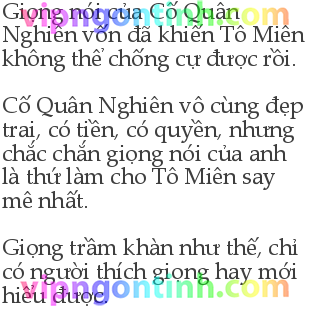 Giọng nói của Cố Quân
Nghiên vốn đã khiến Tô Miên
không thể chống cự được rồi.
Cố Quân Nghiên vô cùng đẹp
trai, có tiền, có quyền, nhưng
chắc chắn giọng nói của anh
là thứ làm cho Tô Miên say
mê nhất.
Giọng trầm khàn như thế, chỉ
có người thích giọng hay mới
hiểu được.
vipngontinh.com
vipngontinh.com